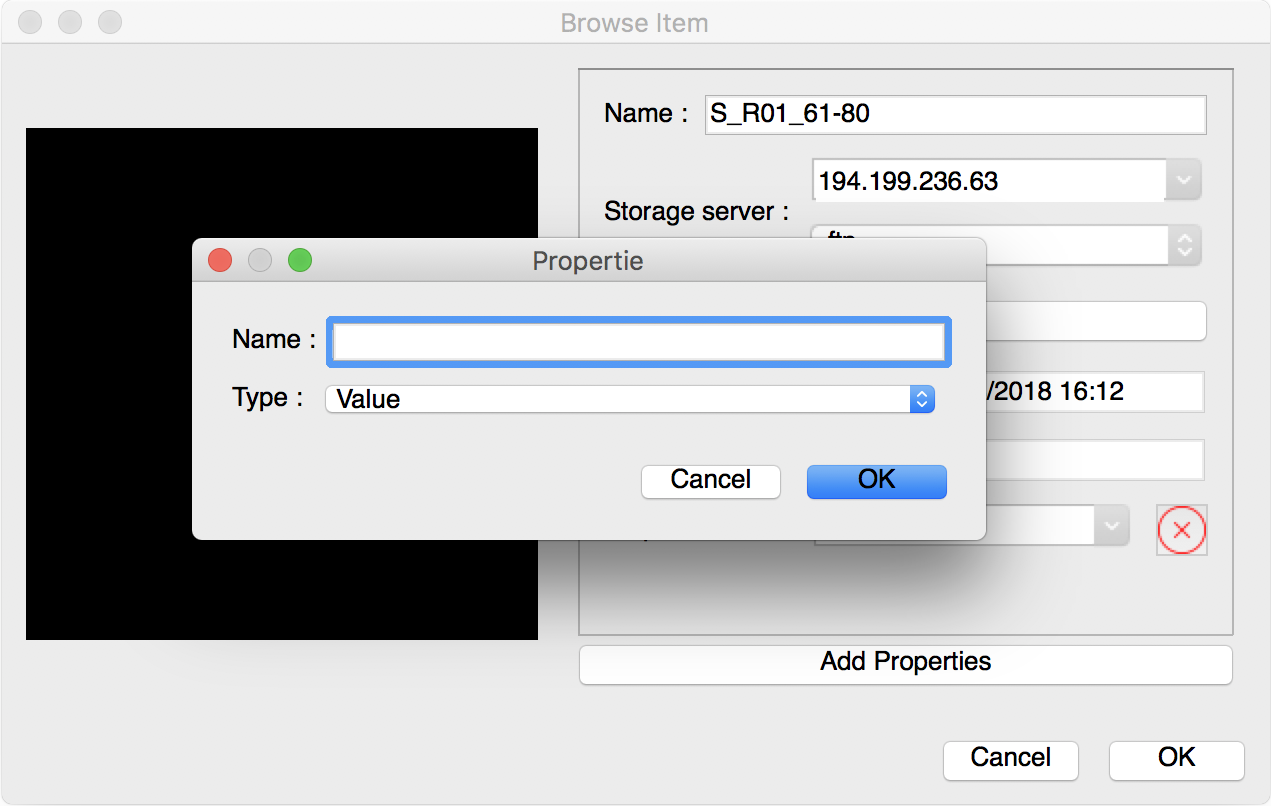 Browse Item
Name :
S_R01_61-80
194.199.236.63
Storage server :
ftp
Propertie
Name :
Type :
Value
/2018 16:12
Cancel
OK
Add Properties
Cancel
OK